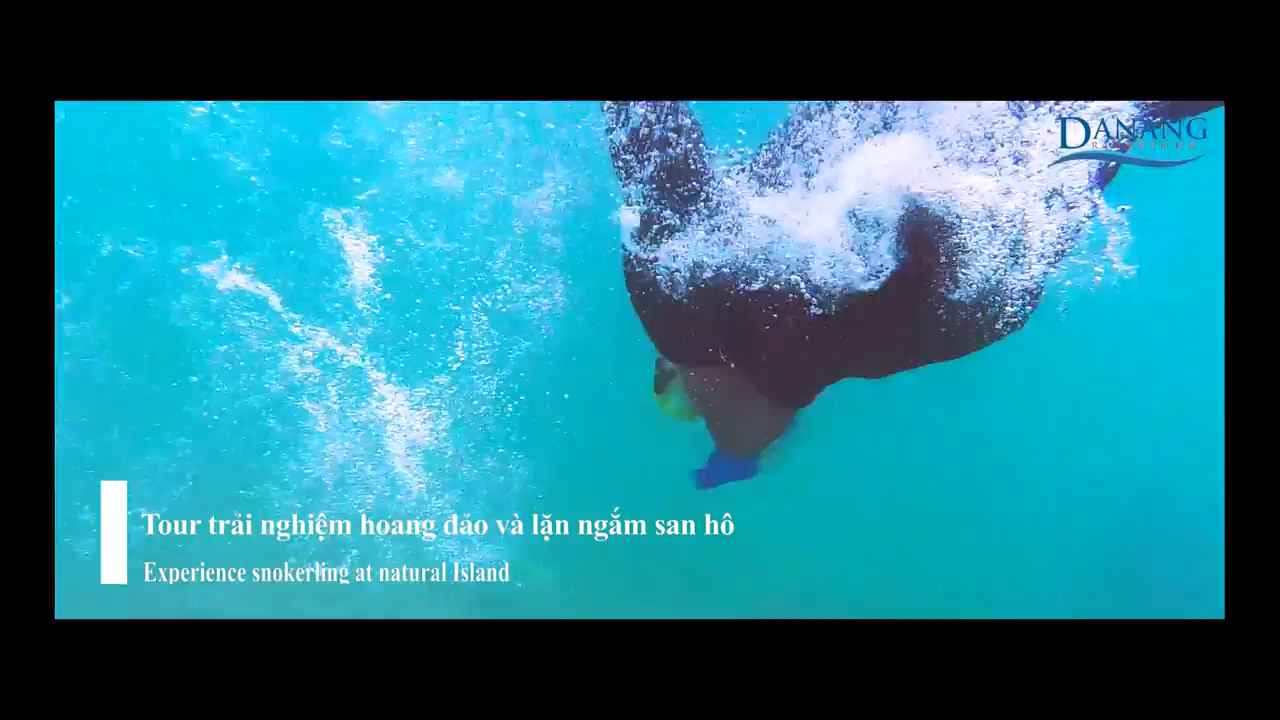 DANANG
Tour trải nghiệm hoang đảo và lặn ngắm san hô
Experience snokerling at natural Island